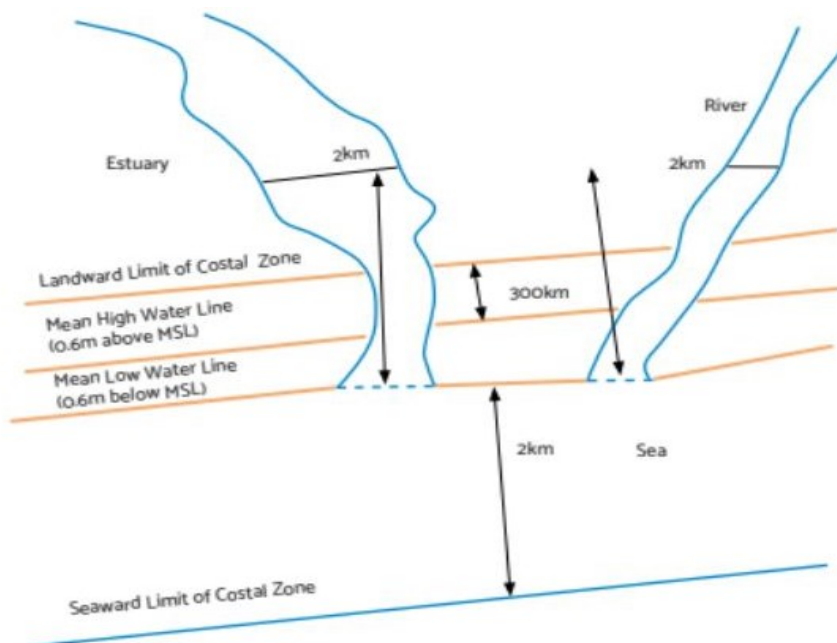 River
Estuary
2km
2km
Landward Limit of Costal Zone
300km
Mean High Water Line
(0.6m above MSL)
Mean Low Water Line
(0.6m below MSL)
2km
Sea
Seaward Limit of Costal Zone